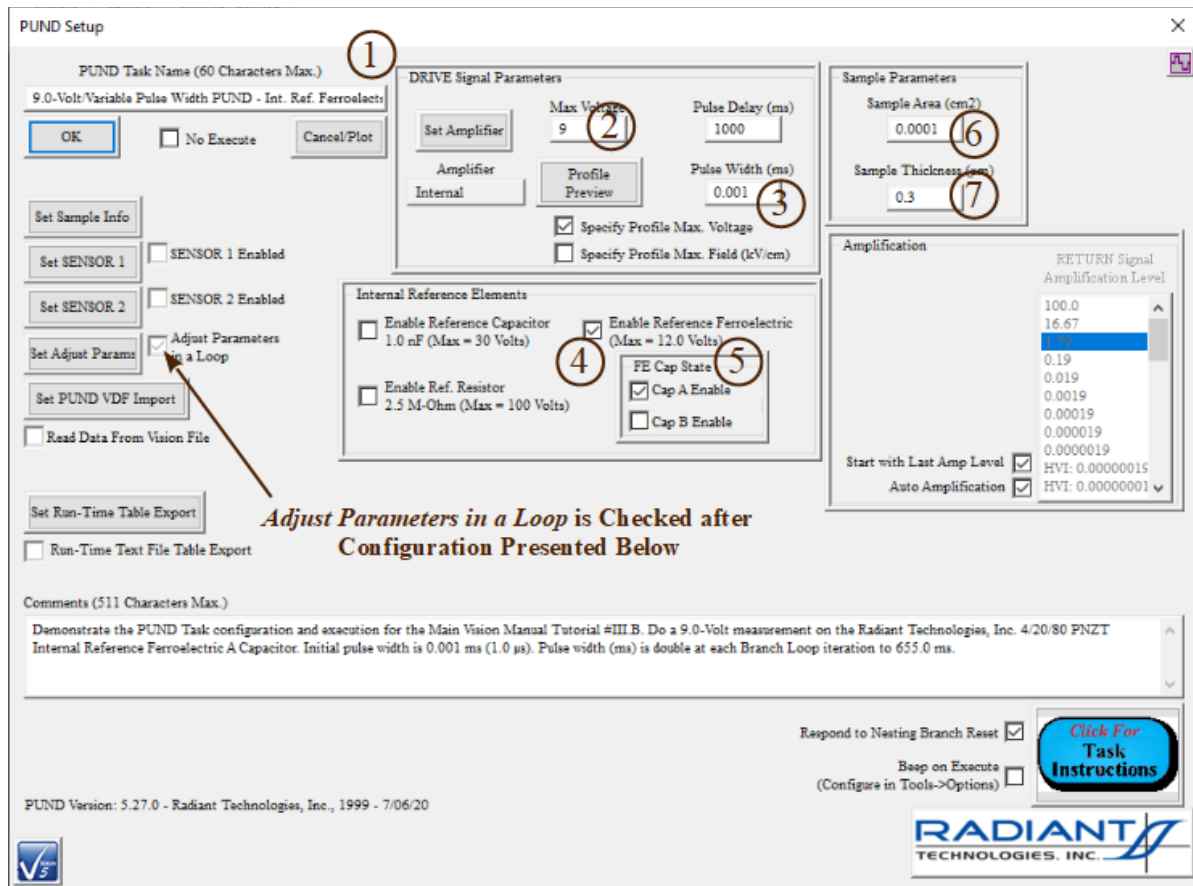 PUND Setup
1
PUND Task Name (60 Characters Max.)
9.0-Volt/Variable Pulse Width PUND - Int. Ref. Ferroelects
OK
No Execute
Cancel/Plot
DRIVE Signal Parameters
Set Amplifier
Max Voltage
9
2
Pulse Delay (ms)
1000
Amplifier
Internal
Profile
Preview
Pulse Width (ms)
0.001
3
Specify Profile Max. Voltage
Specify Profile Max. Field (kV/cm)
Sample Parameters
Sample Area (cm2)
0.0001
6
Sample Thickness (cm)
0.3
7
Set Sample Info
Set SENSOR 1
SENSOR 1 Enabled
Set SENSOR 2
SENSOR 2 Enabled
Set Adjust Params
Adjust Parameters
in a Loop
Set PUND VDF Import
Read Data From Vision File
Internal Reference Elements
Enable Reference Capacitor
1.0 nF (Max = 30 Volts)
Enable Ref. Resistor
2.5 M-Ohm (Max = 100 Volts)
4
Enable Reference Ferroelectric
(Max = 12.0 Volts)
FE Cap State
5
Cap A Enable
Cap B Enable
Amplification
RETURN Signal
Amplification Level
100.0
16.67
1.79
0.19
0.019
0.0019
0.00019
0.000019
0.0000019
HVI: 0.00000019
HVI: 0.00000001
Start with Last Amp Level
Auto Amplification
Set Run-Time Table Export
Run-Time Text File Table Export
Adjust Parameters in a Loop is Checked after
Configuration Presented Below
Comments (511 Characters Max.)
Demonstrate the PUND Task configuration and execution for the Main Vision Manual Tutorial #III.B. Do a 9.0-Volt measurement on the Radiant Technologies, Inc. 4/20/80 PNZT
Internal Reference Ferroelectric A Capacitor. Initial pulse width is 0.001 ms (1.0 µs). Pulse width (ms) is double at each Branch Loop iteration to 655.0 ms.
Respond to Nesting Branch Reset
Beep on Execute
(Configure in Tools->Options)
Click For
Task
Instructions
PUND Version: 5.27.0 - Radiant Technologies, Inc., 1999 - 7/06/20
RADIANT
TECHNOLOGIES, INC.